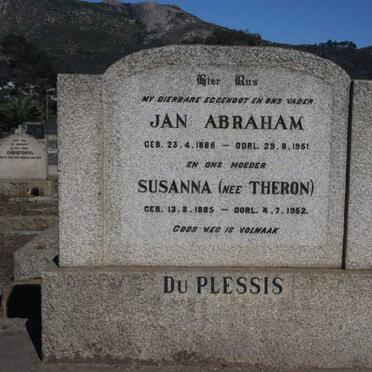 Hier Rus
MY DIERBARE EGGENOOT EN ONS VADER
JAN ABRAHAM
GEB. 23.4.1886 – OORL. 29.8.1951
EN ONS MOEDER
SUSANNA (NEE THERON)
GEB. 13.8.1885 – OORL. 4.7.1952.
GODS WEG IS VOLMAAK
DU PLESSIS